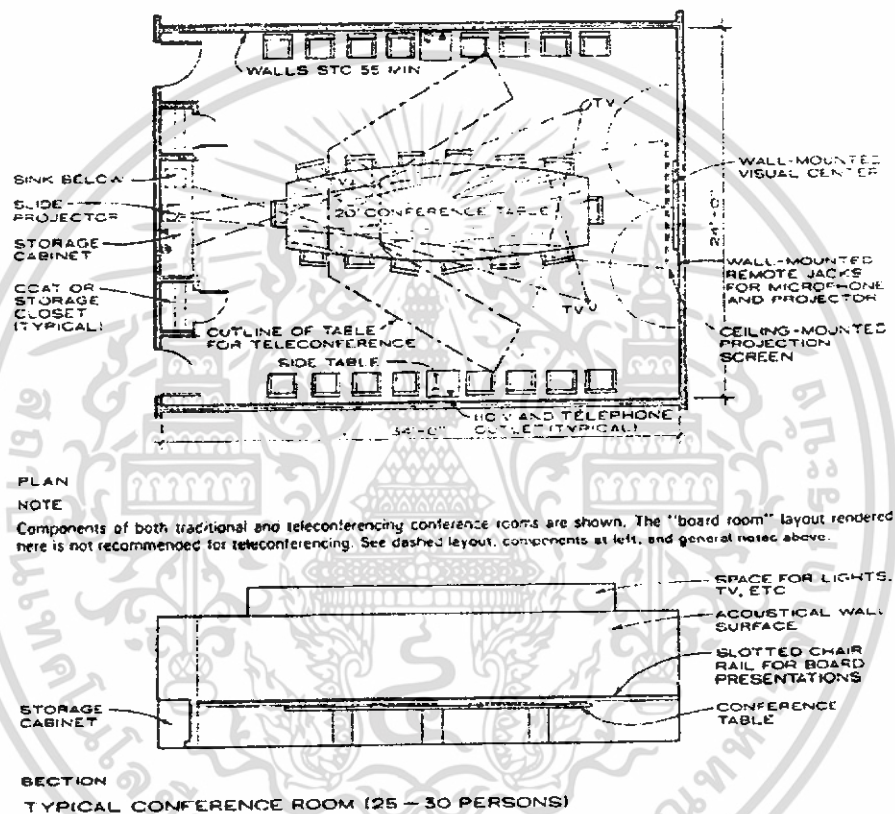 WALLS STC 55 MIN
TV
SINK BELOW
SLIDE
PROJECTOR
STORAGE
CABINET
COAT OR
STORAGE
CLOSET
(TYPICAL)
TV
20' CONFERENCE TABLE
TV
OUTLINE OF TABLE
FOR TELECONFERENCE
SIDE TABLE
AND TELEPHONE
OUTLET (TYPICAL)
34'-0"
WALL-MOUNTED
VISUAL CENTER
24'-0"
WALL-MOUNTED
REMOTE JACKS
FOR MICROPHONE
AND PROJECTOR
CEILING-MOUNTED
PROJECTION
SCREEN
PLAN
NOTE
Components of both traditional and teleconferencing conference rooms are shown. The "board room" layout rendered
here is not recommended for teleconferencing. See dashed layout, components at left, and general notes above.
SPACE FOR LIGHTS,
TV, ETC
ACOUSTICAL WALL
SURFACE
SLOTTED CHAIR
RAIL FOR BOARD
PRESENTATIONS
STORAGE
CABINET
CONFERENCE
TABLE
SECTION
TYPICAL CONFERENCE ROOM (25 – 30 PERSONS)